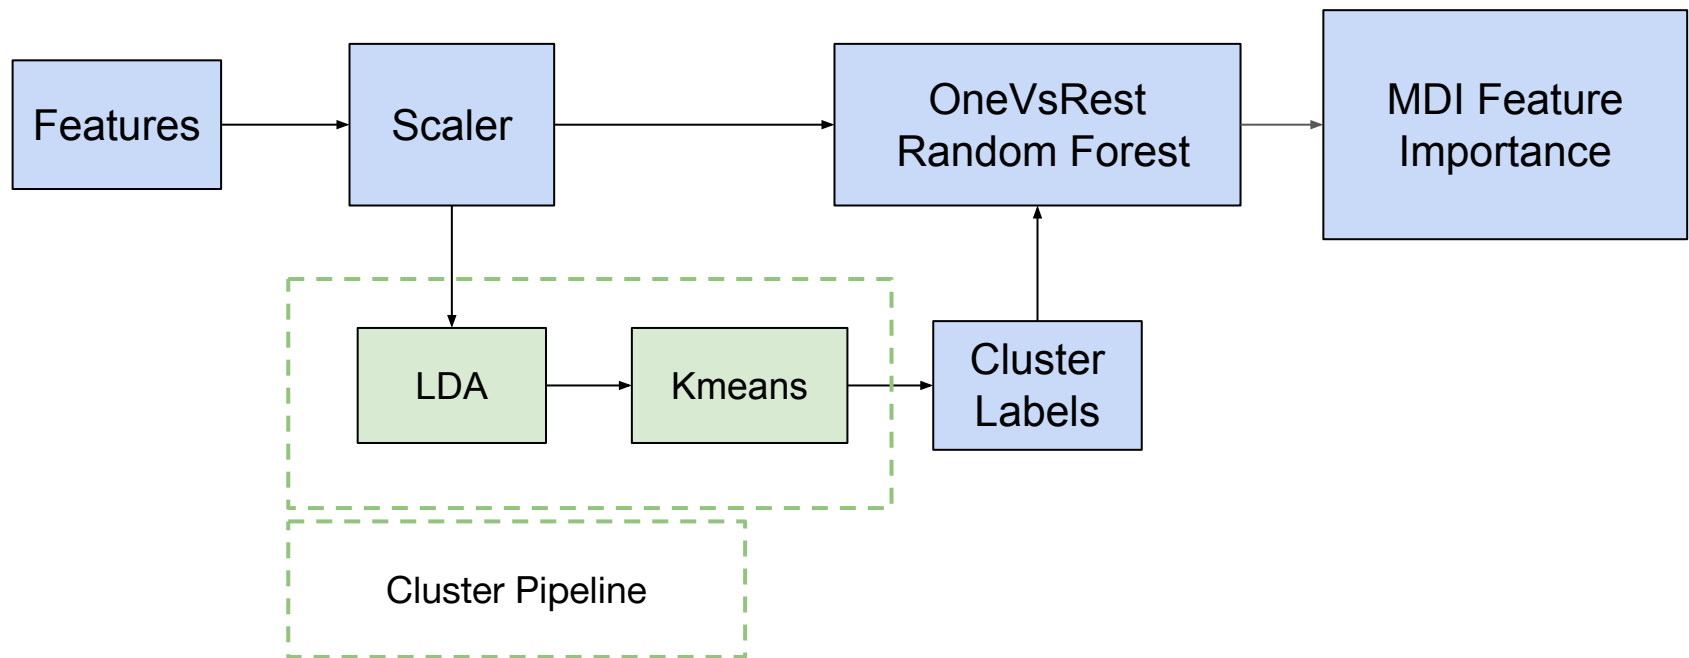 Features
Scaler
OneVsRest
Random Forest
MDI Feature
Importance
LDA
Kmeans
Cluster
Labels
Cluster Pipeline